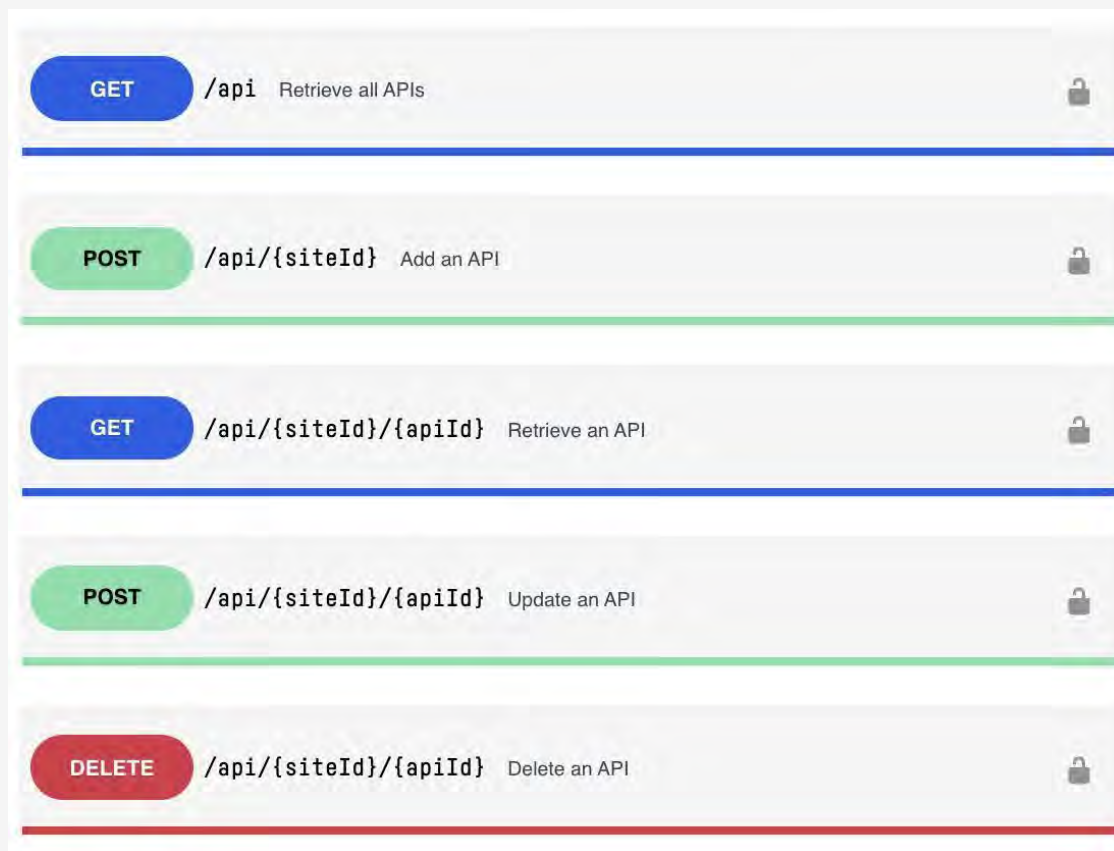 GET /api Retrieve all APIs
POST /api/{siteId} Add an API
GET /api/{siteId}/{apiId} Retrieve an API
POST /api/{siteId}/{apiId} Update an API
DELETE /api/{siteId}/{apiId} Delete an API